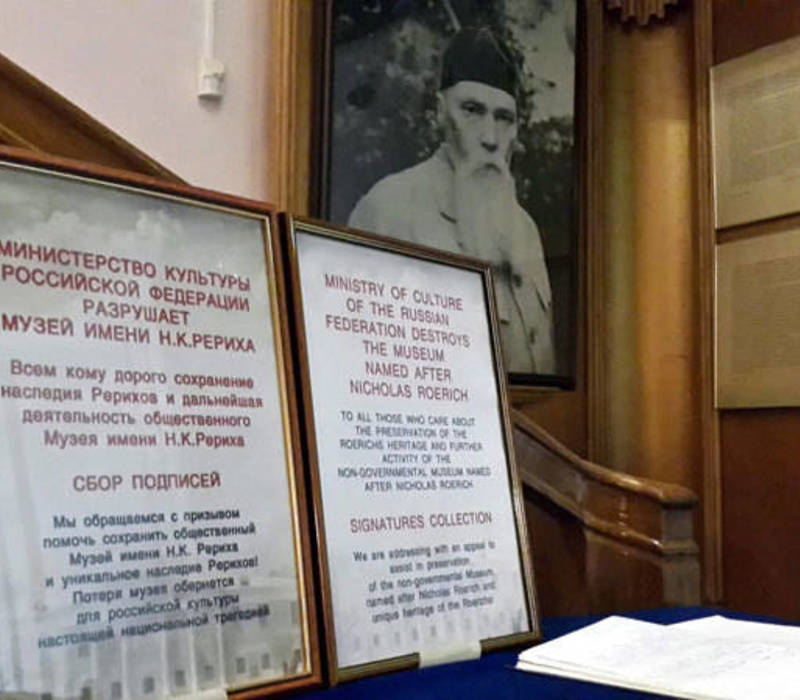 МИНИСТЕРСТВО КУЛЬТУРЫ
РОССИЙСКОЙ ФЕДЕРАЦИИ
РАЗРУШАЕТ
МУЗЕЙ ИМЕНИ Н.К.РЕРИХА
Всем кому дорого сохранение
наследия Рерихов и дальнейшая
деятельность общественного
Музея имени Н.К.Рериха
СБОР ПОДПИСЕЙ
Мы обращаемся с призывом
помочь сохранить общественный
Музей имени Н.К. Рериха
и уникальное наследие Рерихов!
Потеря музея обернется
для российской культуры
настоящей национальной трагедией
MINISTRY OF CULTURE
OF THE RUSSIAN
FEDERATION DESTROYS
THE MUSEUM
NAMED AFTER
NICHOLAS ROERICH
TO ALL THOSE WHO CARE ABOUT
THE PRESERVATION OF THE
ROERICHS HERITAGE AND FURTHER
ACTIVITY OF THE
NON-GOVERNMENTAL MUSEUM NAMED
AFTER NICHOLAS ROERICH
SIGNATURES COLLECTION
We are addressing with an appeal to
assist in preservation
of the non-governmental Museum
named after Nicholas Roerich and
unique heritage of the Roerichs!